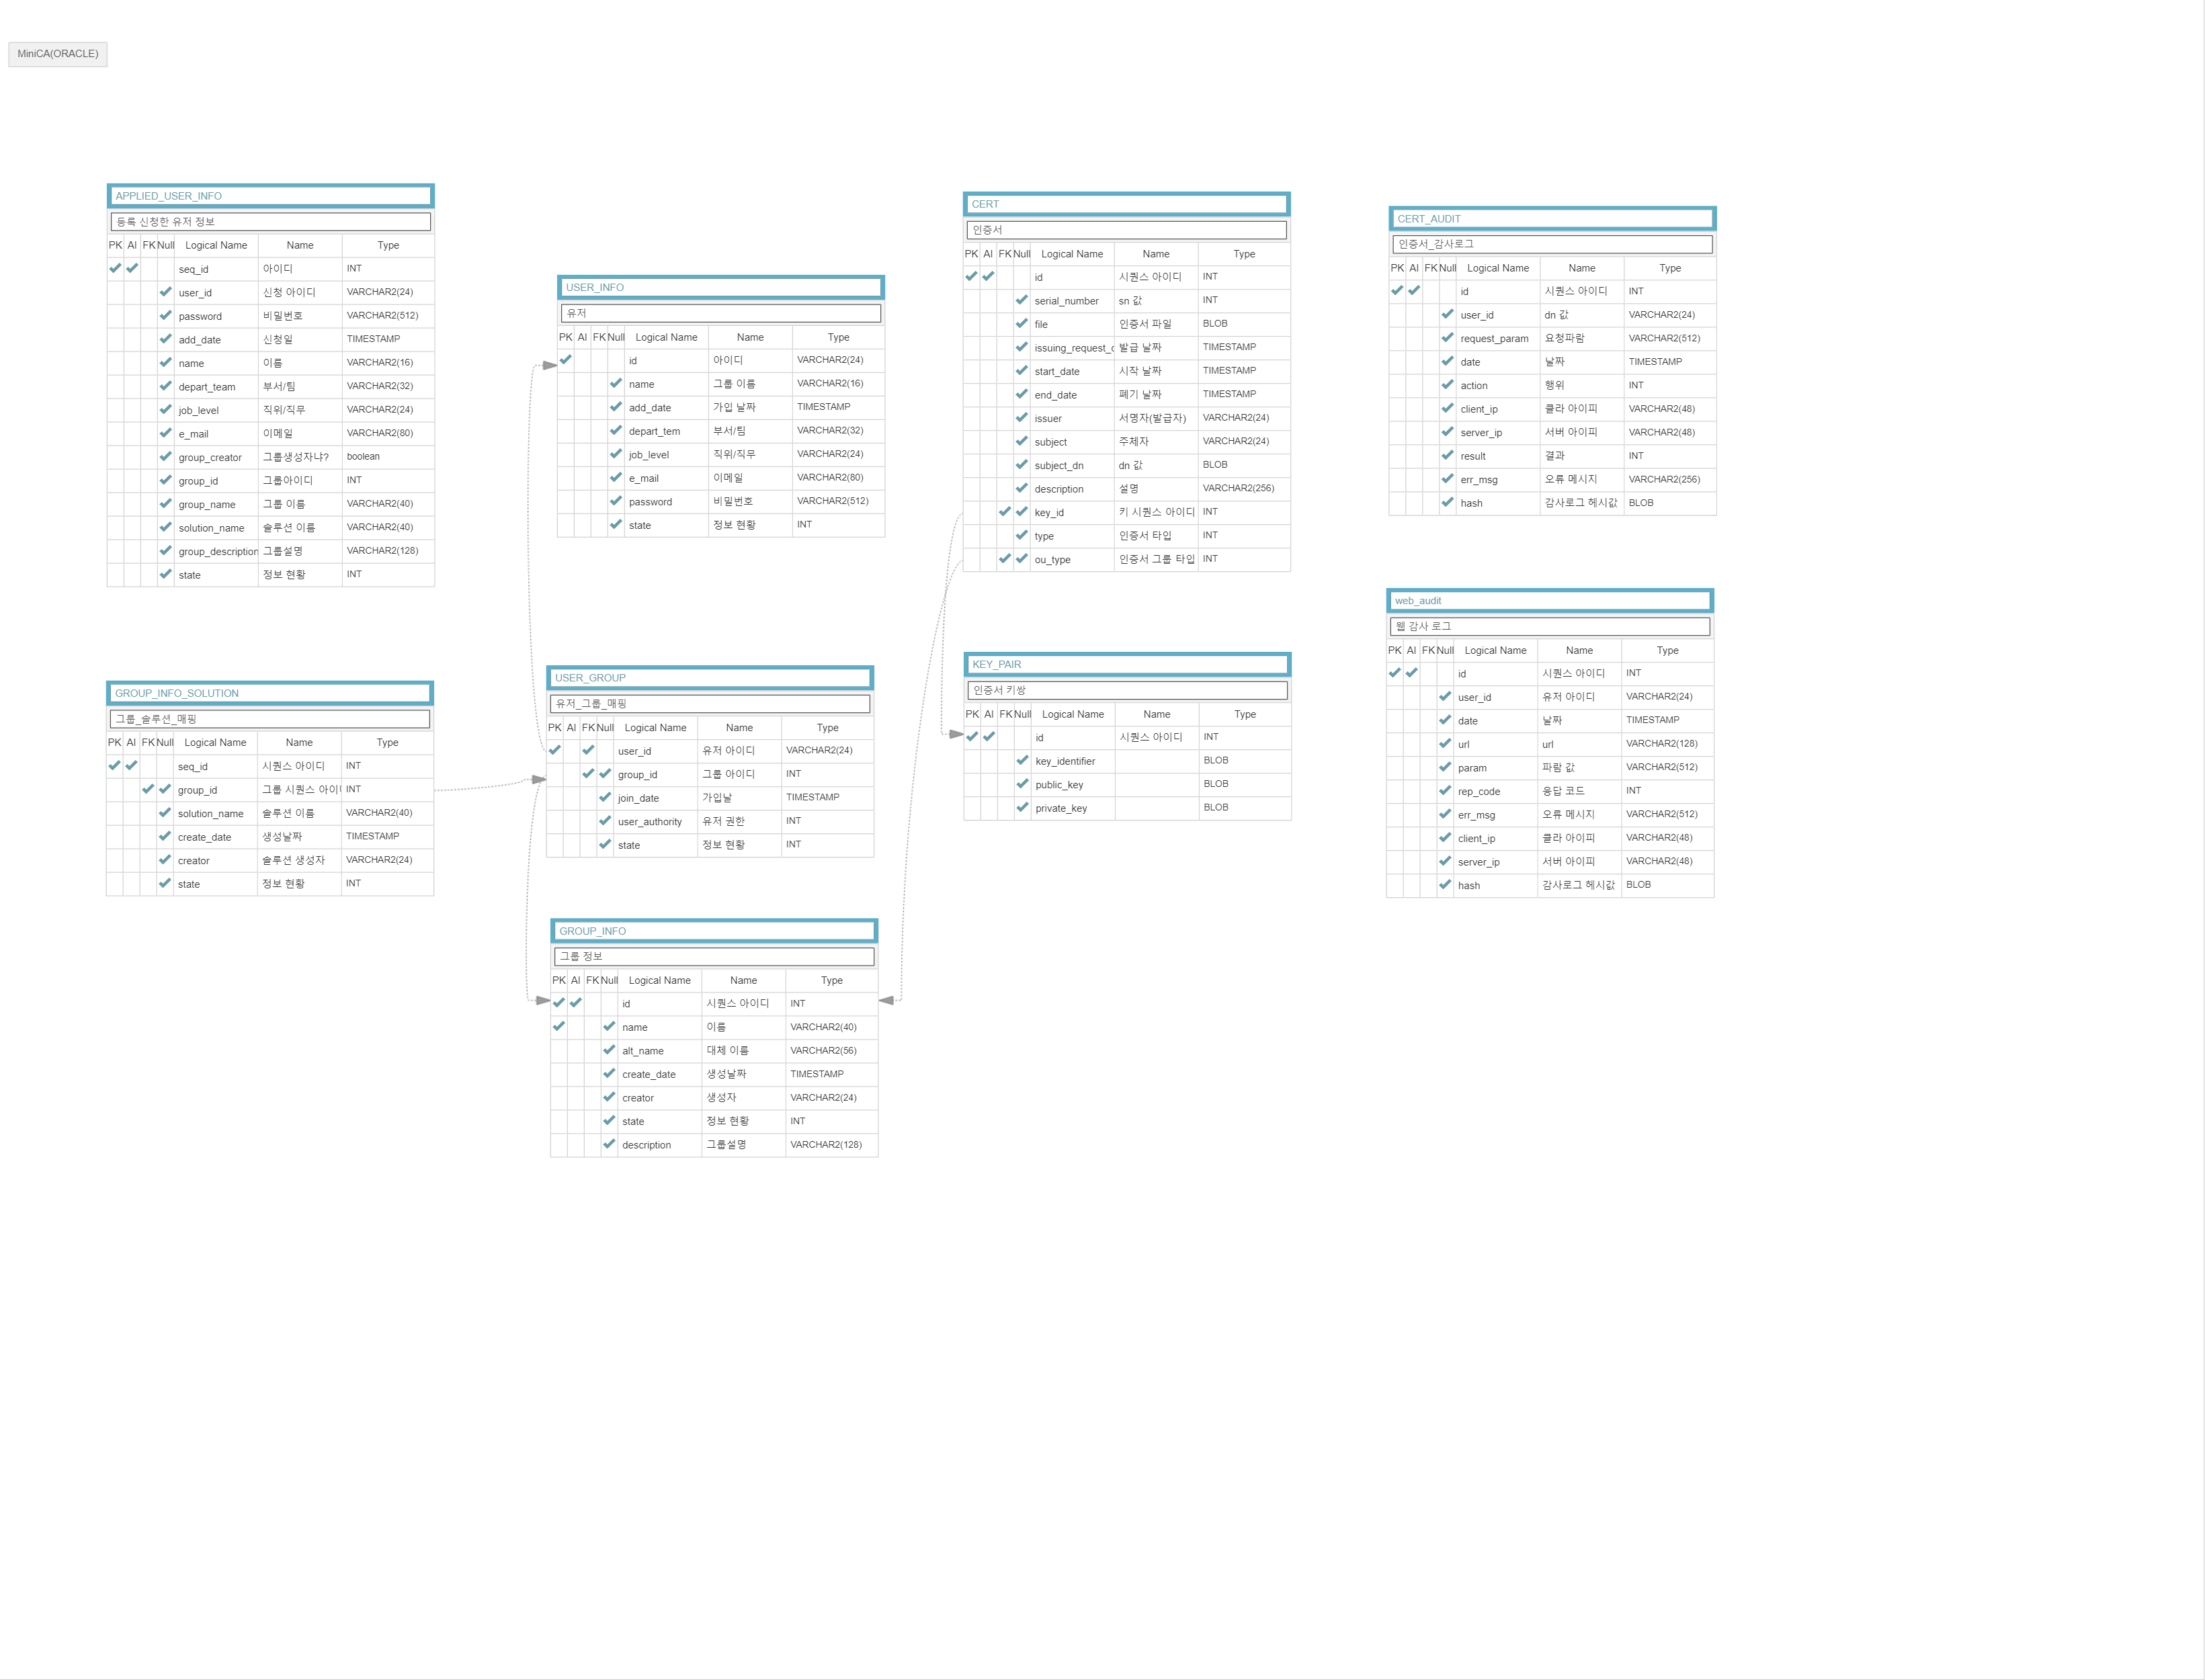 MiniCA(ORACLE)
APPLIED_USER_INFO
등록 신청한 유저 정보
PK AI FK Null Logical Name Name Type
seq_id 아이디 INT
user_id 신청 아이디 VARCHAR2(24)
password 비밀번호 VARCHAR2(512)
add_date 신청일 TIMESTAMP
name 이름 VARCHAR2(16)
depart_team 부서/팀 VARCHAR2(32)
job_level 직위/직무 VARCHAR2(24)
e_mail 이메일 VARCHAR2(80)
group_creator 그룹생성자냐? boolean
group_id 그룹아이디 INT
group_name 그룹 이름 VARCHAR2(40)
solution_name 솔루션 이름 VARCHAR2(40)
group_description 그룹설명 VARCHAR2(128)
state 정보 현황 INT
USER_INFO
유저
PK AI FK Null Logical Name Name Type
id 아이디 VARCHAR2(24)
name 그룹 이름 VARCHAR2(16)
add_date 가입 날짜 TIMESTAMP
depart_tem 부서/팀 VARCHAR2(32)
job_level 직위/직무 VARCHAR2(24)
e_mail 이메일 VARCHAR2(80)
password 비밀번호 VARCHAR2(512)
state 정보 현황 INT
CERT
인증서
PK AI FK Null Logical Name Name Type
id 시퀀스 아이디 INT
serial_number sn 값 INT
file 인증서 파일 BLOB
issuing_request_ 발급 날짜 TIMESTAMP
start_date 시작 날짜 TIMESTAMP
end_date 폐기 날짜 TIMESTAMP
issuer 서명자(발급자) VARCHAR2(24)
subject 주체자 VARCHAR2(24)
subject_dn dn 값 BLOB
description 설명 VARCHAR2(256)
key_id 키 시퀀스 아이디 INT
type 인증서 타입 INT
ou_type 인증서 그룹 타입 INT
CERT_AUDIT
인증서_감사로그
PK AI FK Null Logical Name Name Type
id 시퀀스 아이디 INT
user_id dn 값 VARCHAR2(24)
request_param 요청파람 VARCHAR2(512)
date 날짜 TIMESTAMP
action 행위 INT
client_ip 클라 아이피 VARCHAR2(48)
server_ip 서버 아이피 VARCHAR2(48)
result 결과 INT
err_msg 오류 메시지 VARCHAR2(256)
hash 감사로그 헤시값 BLOB
GROUP_INFO_SOLUTION
그룹_솔루션_매핑
PK AI FK Null Logical Name Name Type
seq_id 시퀀스 아이디 INT
group_id 그룹 시퀀스 아이 INT
solution_name 솔루션 이름 VARCHAR2(40)
create_date 생성날짜 TIMESTAMP
creator 솔루션 생성자 VARCHAR2(24)
state 정보 현황 INT
USER_GROUP
유저_그룹_매핑
PK AI FK Null Logical Name Name Type
user_id 유저 아이디 VARCHAR2(24)
group_id 그룹 아이디 INT
join_date 가입날 TIMESTAMP
user_authority 유저 권한 INT
state 정보 현황 INT
KEY_PAIR
인증서 키쌍
PK AI FK Null Logical Name Name Type
id 시퀀스 아이디 INT
key_identifier BLOB
public_key BLOB
private_key BLOB
web_audit
웹 감사 로그
PK AI FK Null Logical Name Name Type
id 시퀀스 아이디 INT
user_id 유저 아이디 VARCHAR2(24)
date 날짜 TIMESTAMP
url url VARCHAR2(128)
param 파람 값 VARCHAR2(512)
rep_code 응답 코드 INT
err_msg 오류 메시지 VARCHAR2(512)
client_ip 클라 아이피 VARCHAR2(48)
server_ip 서버 아이피 VARCHAR2(48)
hash 감사로그 헤시값 BLOB
GROUP_INFO
그룹 정보
PK AI FK Null Logical Name Name Type
id 시퀀스 아이디 INT
name 이름 VARCHAR2(40)
alt_name 대체 이름 VARCHAR2(56)
create_date 생성날짜 TIMESTAMP
creator 생성자 VARCHAR2(24)
state 정보 현황 INT
description 그룹설명 VARCHAR2(128)